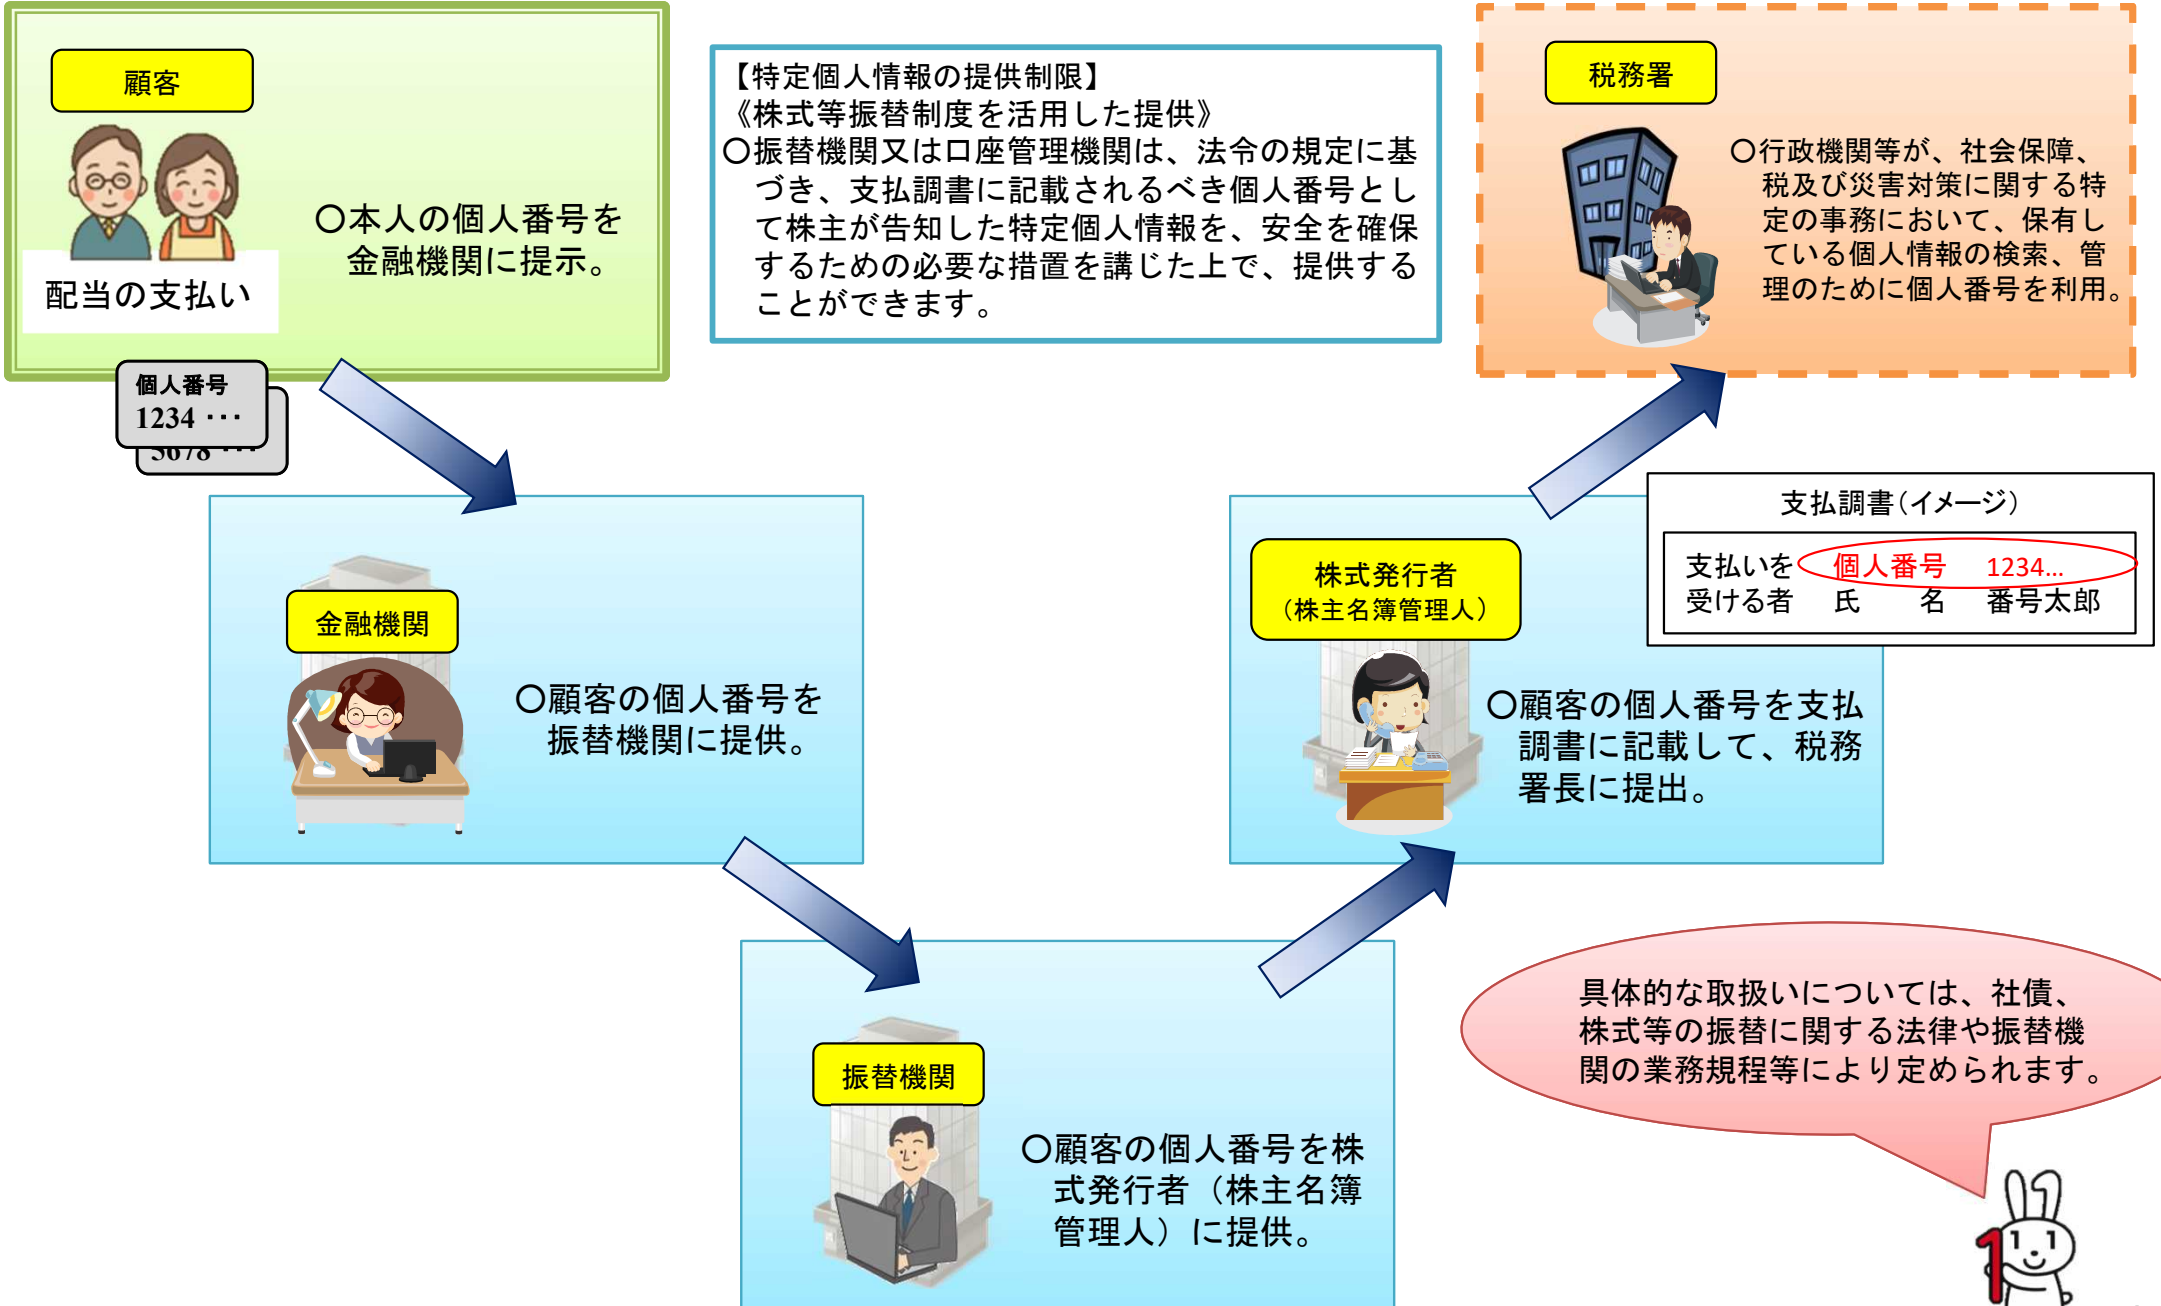 顧客
配当の支払い
〇本人の個人番号を
金融機関に提示。
個人番号
1234 ･･･
5678 ･･･
【特定個人情報の提供制限】
《株式等振替制度を活用した提供》
〇振替機関又は口座管理機関は、法令の規定に基
づき、支払調書に記載されるべき個人番号とし
て株主が告知した特定個人情報を、安全を確保
するための必要な措置を講じた上で、提供する
ことができます。
税務署
〇行政機関等が、社会保障、
税及び災害対策に関する特
定の事務において、保有し
ている個人情報の検索、管
理のために個人番号を利用。
金融機関
〇顧客の個人番号を
振替機関に提供。
株式発行者
（株主名簿管理人）
〇顧客の個人番号を支払
調書に記載して、税務
署長に提出。
支払調書（イメージ）
支払いを 個人番号 1234…
受ける者 氏 名 番号太郎
振替機関
〇顧客の個人番号を株
式発行者（株主名簿
管理人）に提供。
具体的な取扱いについては、社債、
株式等の振替に関する法律や振替機
関の業務規程等により定められます。
1